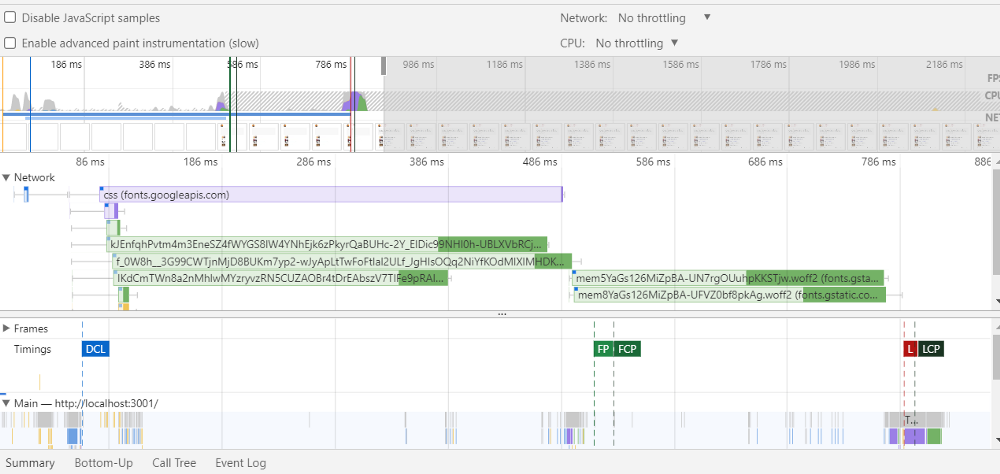 Disable JavaScript samples Network: No throttling ▼
Enable advanced paint instrumentation (slow) CPU: No throttling ▼
186 ms 386 ms 586 ms 786 ms 986 ms 1186 ms 1386 ms 1586 ms 1786 ms 1986 ms 2186 ms
FPS
CPU
NET
86 ms 186 ms 286 ms 386 ms 486 ms 586 ms 686 ms 786 ms 886
▼ Network
css (fonts.googleapis.com)
kJEnfqhPvtm4m3EneSZ4fWYGS8IW4YNhEjk6zPkyrQaBUHc-2Y_EIDic99NHI0h-UBLXVbRCj...
f_0W8h__3G99CWTjnMjD8BUKm7yp2-wJyApLtTwFoFtIaI2ULf_JgHIsOQq2NiYfKOdMIXIMHDK...
IKdCmTWn8a2nMhIwMYzryvzRN5CUZAOBr4tDrEAbszV7TIFe9pRAI...
mem5YaGs126MiZpBA-UN7rgOUuhpKKSTjw.woff2 (fonts.gsta...
mem8YaGs126MiZpBA-UFVZ0bf8pkAg.woff2 (fonts.gstatic.co...
...
▶ Frames
Timings DCL FP FCP L LCP
▼ Main — http://localhost:3001/
T...
Summary Bottom-Up Call Tree Event Log